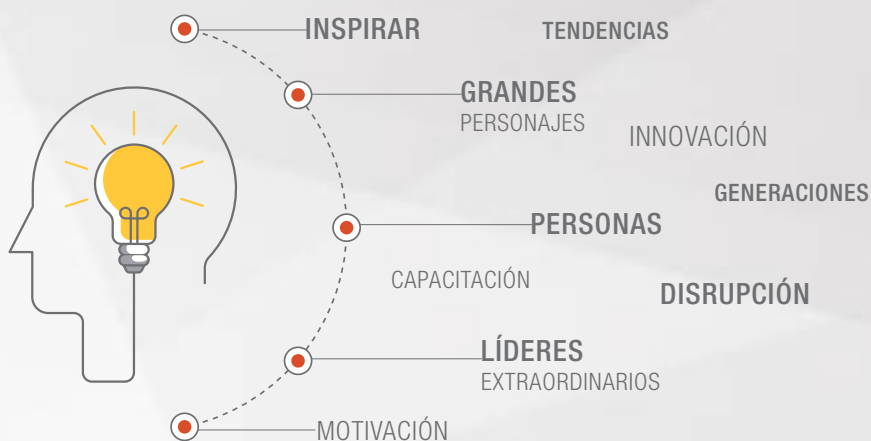 INSPIRAR
TENDENCIAS
GRANDES
PERSONAJES
INNOVACIÓN
GENERACIONES
PERSONAS
CAPACITACIÓN
DISRUPCIÓN
LÍDERES
EXTRAORDINARIOS
MOTIVACIÓN